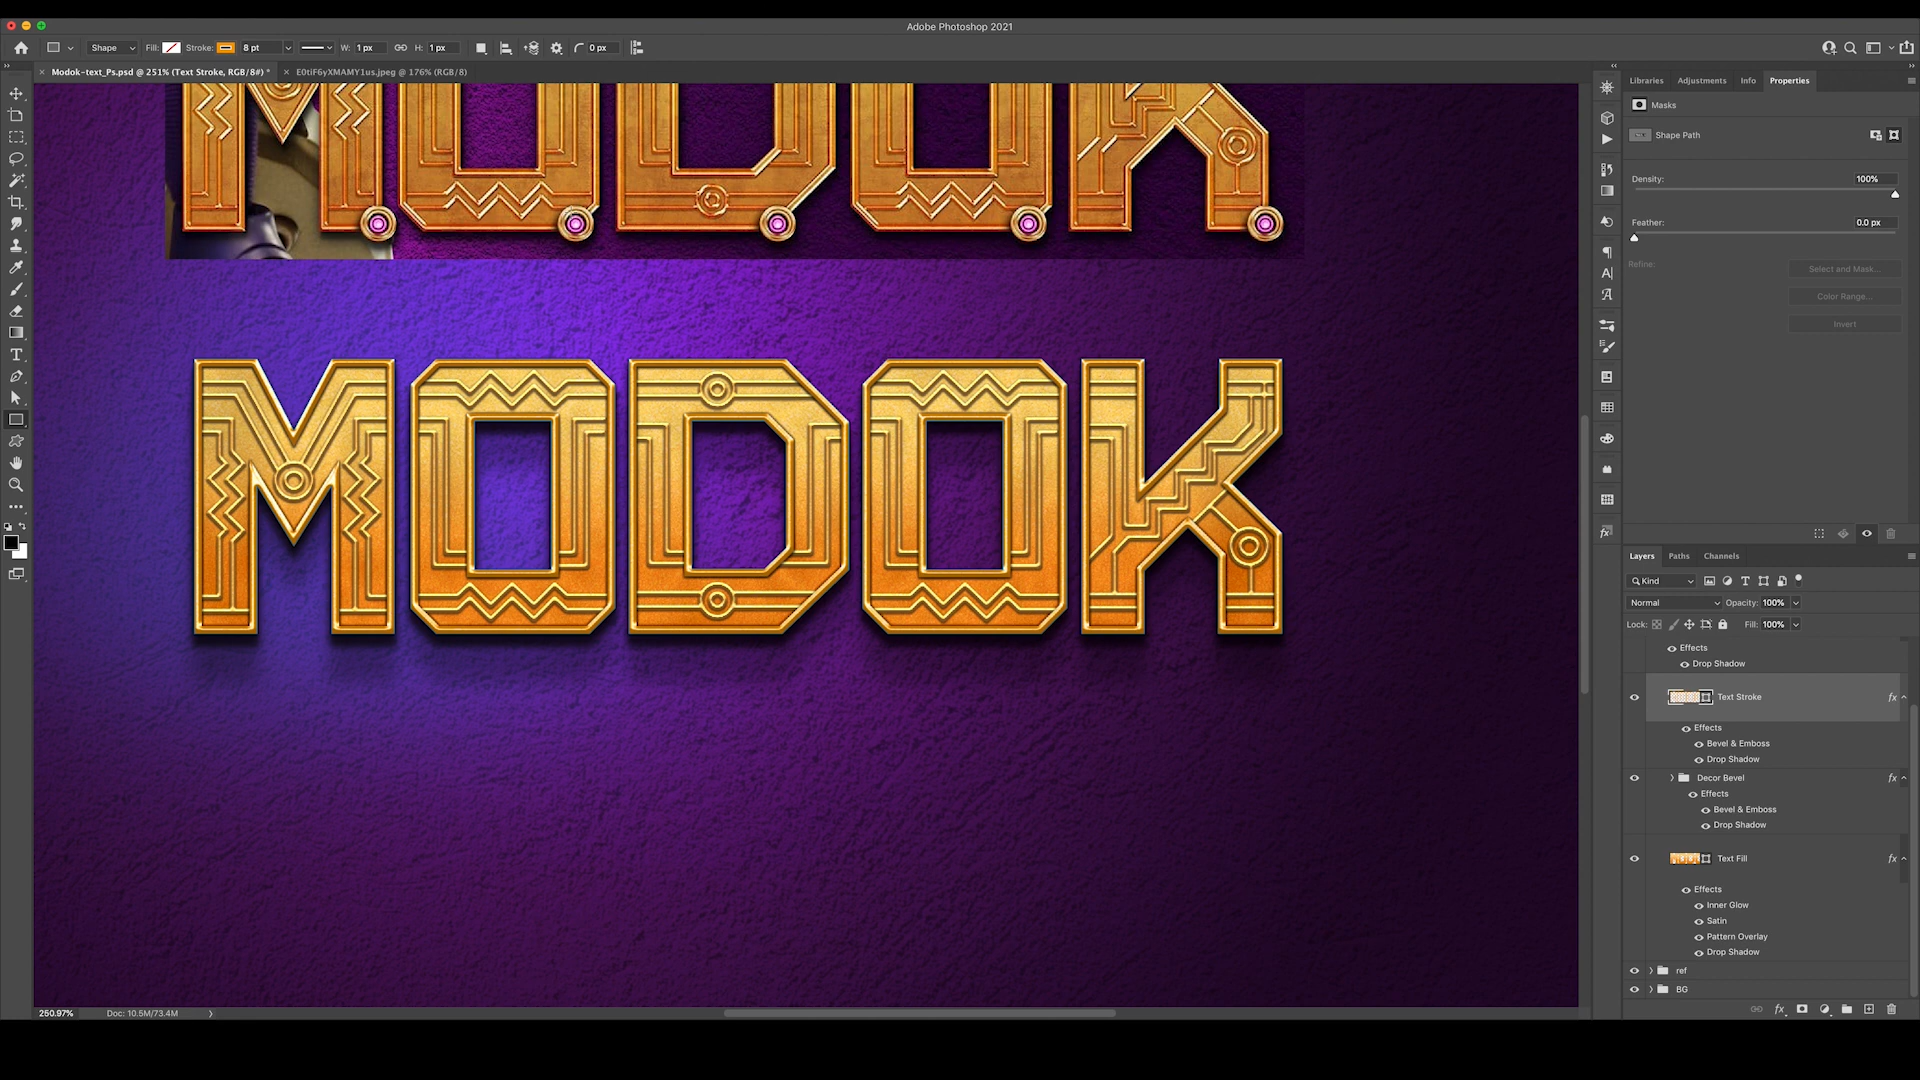 Adobe Photoshop 2021
Shape Fill: Stroke: 8 pt W: 1 px H: 1 px 0 px
Modok-text_Ps.psd @ 251% (Text Stroke, RGB/8#) * E0tiF6yXMAMY1us.jpeg @ 176% (RGB/8)
M.O.D.O.K.
MODOK
Libraries Adjustments Info Properties
Masks
Shape Path
Density: 100%
Feather: 0.0 px
Refine: Select and Mask...
Color Range...
Invert
Layers Paths Channels
Kind
Normal Opacity: 100%
Lock: Fill: 100%
Effects
Drop Shadow
Text Stroke fx
Effects
Bevel & Emboss
Drop Shadow
Decor Bevel fx
Effects
Bevel & Emboss
Drop Shadow
Text Fill fx
Effects
Inner Glow
Satin
Pattern Overlay
Drop Shadow
ref
BG
250.97% Doc: 10.5M/73.4M